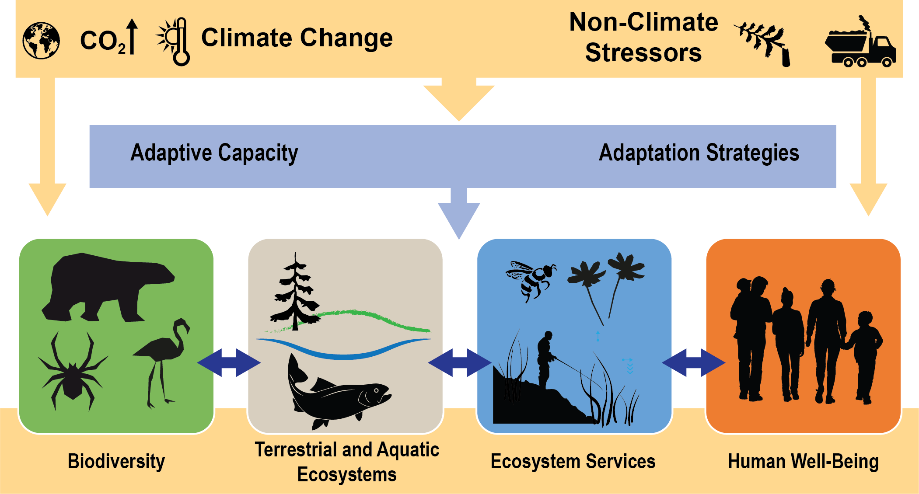 CO₂ Climate Change
Non-Climate
Stressors
Adaptive Capacity
Adaptation Strategies
Biodiversity
Terrestrial and Aquatic
Ecosystems
Ecosystem Services
Human Well-Being